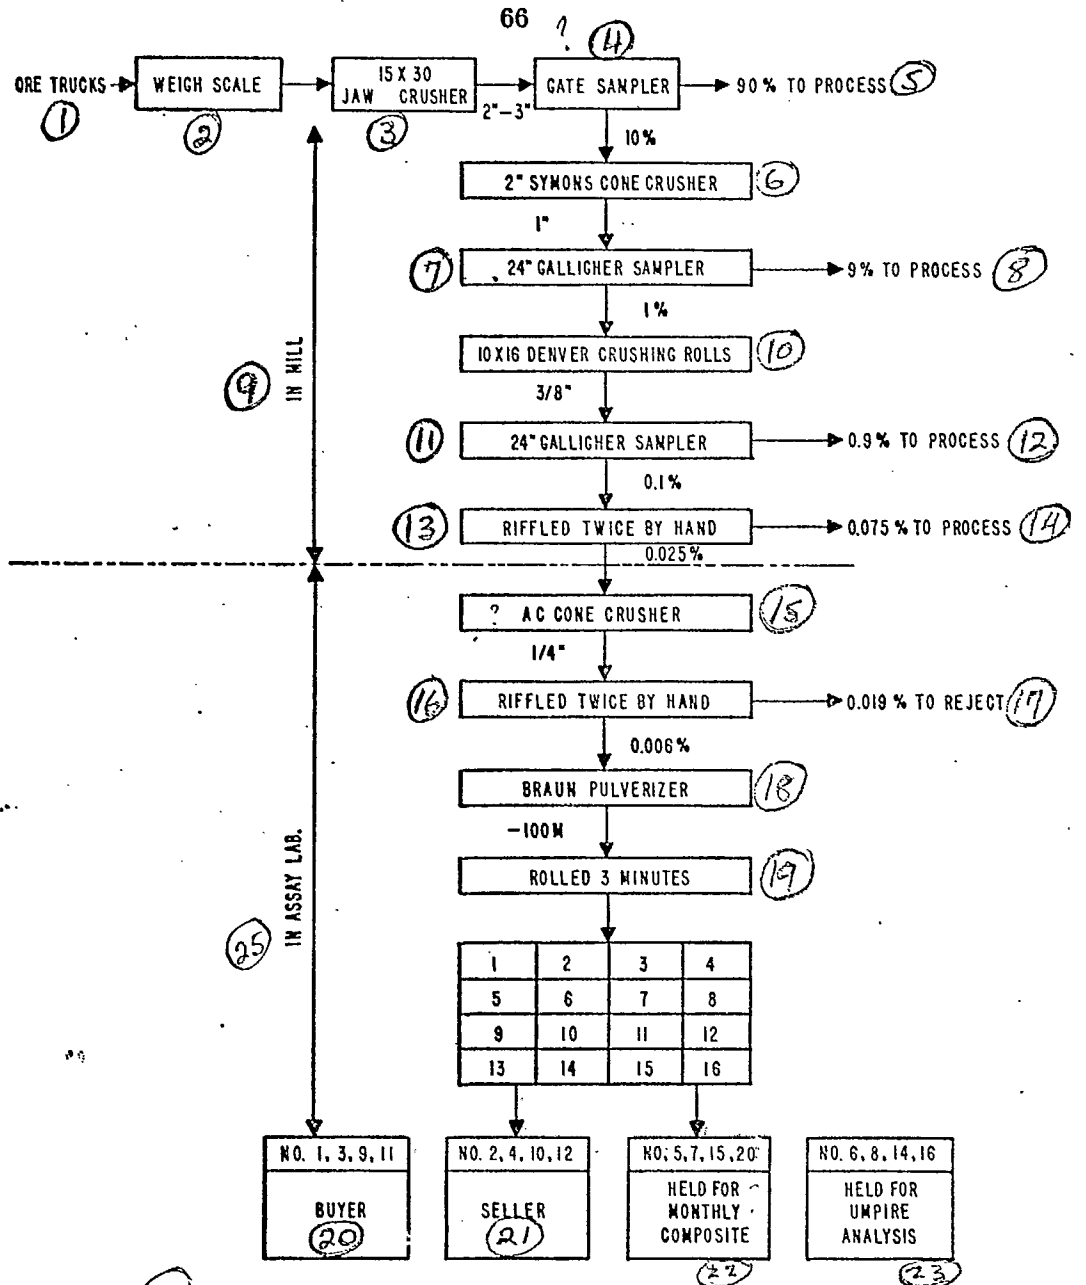 66
? 4
ORE TRUCKS WEIGH SCALE 15 X 30 JAW CRUSHER 2"-3" GATE SAMPLER 90% TO PROCESS 5
1 2 3
10%
2" SYMONS CONE CRUSHER 6
1"
7 24" GALLIGHER SAMPLER 9% TO PROCESS 8
1%
10X16 DENVER CRUSHING ROLLS 10
9 IN MILL
3/8"
11 24" GALLIGHER SAMPLER 0.9% TO PROCESS 12
0.1%
13 RIFFLED TWICE BY HAND 0.075% TO PROCESS 14
0.025%
? AC CONE CRUSHER 15
1/4"
16 RIFFLED TWICE BY HAND 0.019% TO REJECT 17
0.006%
BRAUN PULVERIZER 18
-100M
ROLLED 3 MINUTES 19
25 IN ASSAY LAB.
1 2 3 4
5 6 7 8
9 10 11 12
13 14 15 16
NO. 1, 3, 9, 11
BUYER
20
NO. 2, 4, 10, 12
SELLER
21
NO. 5, 7, 15, 20
HELD FOR
MONTHLY
COMPOSITE
22
NO. 6, 8, 14, 16
HELD FOR
UMPIRE
ANALYSIS
23